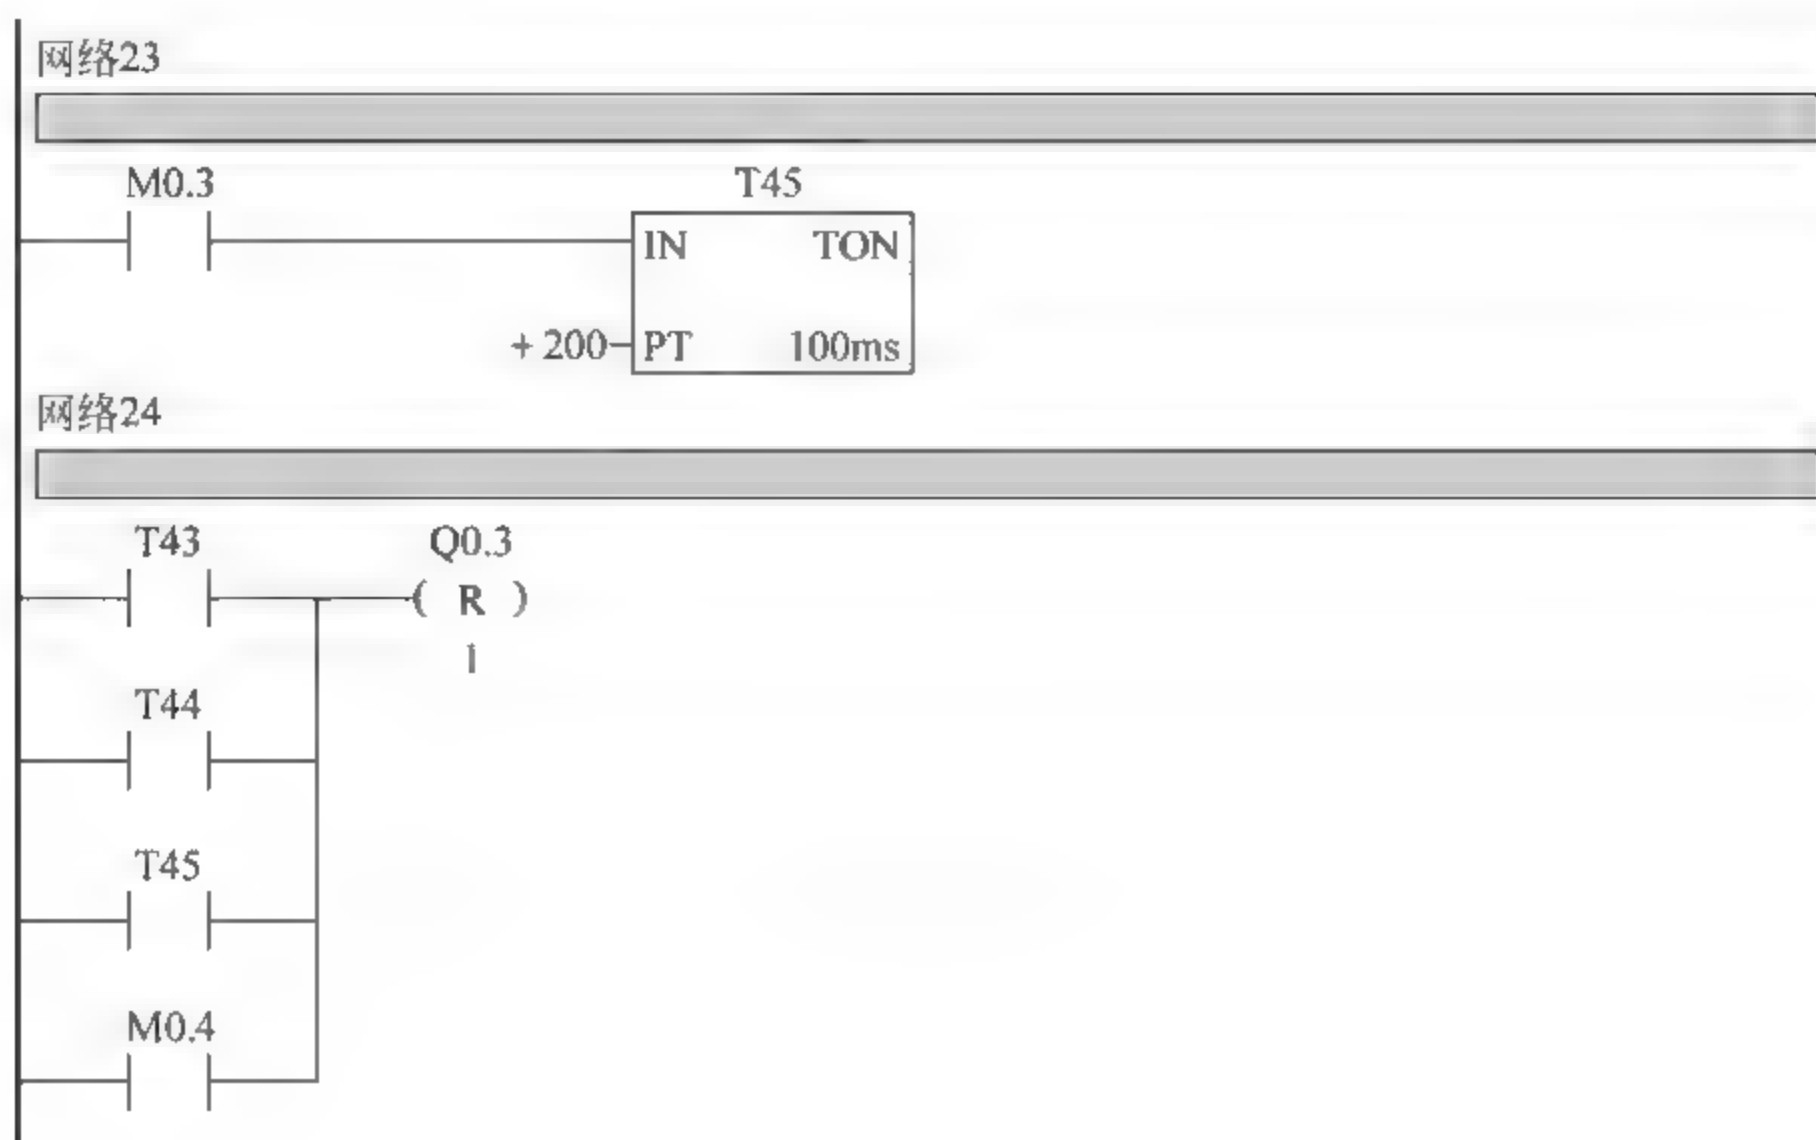 网络23
M0.3
T45
IN TON
+200 PT 100ms
网络24
T43
Q0.3
( R )
1
T44
T45
M0.4